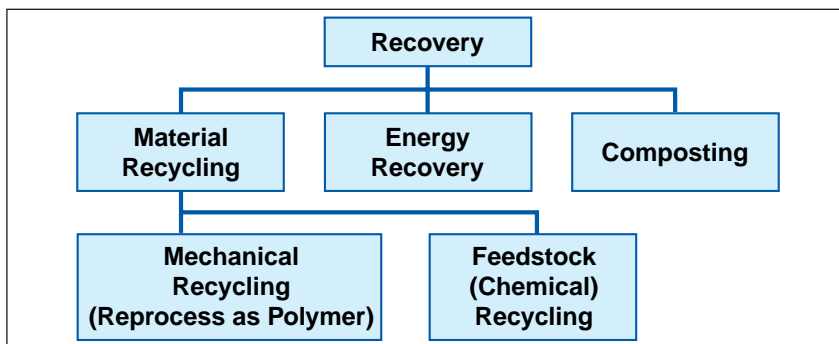 Recovery
Material
Recycling
Energy
Recovery
Composting
Mechanical
Recycling
(Reprocess as Polymer)
Feedstock
(Chemical)
Recycling